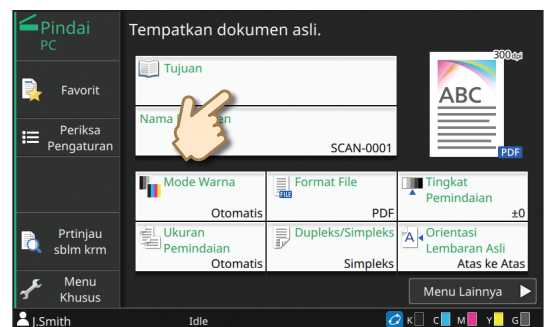 Pindai
PC
Tempatkan dokumen asli.
Favorit
Periksa
Pengaturan
Prtinjau
sblm krm
Menu
Khusus
Tujuan
Nama
en
SCAN-0001
300dpi
ABC
PDF
Mode Warna
Otomatis
Format File
FILE
PDF
Tingkat
Pemindaian
±0
Ukuran
Pemindaian
Otomatis
Dupleks/Simpleks
Simpleks
A
Orientasi
Lembaran Asli
Atas ke Atas
Menu Lainnya
J.Smith
Idle
K C M Y G